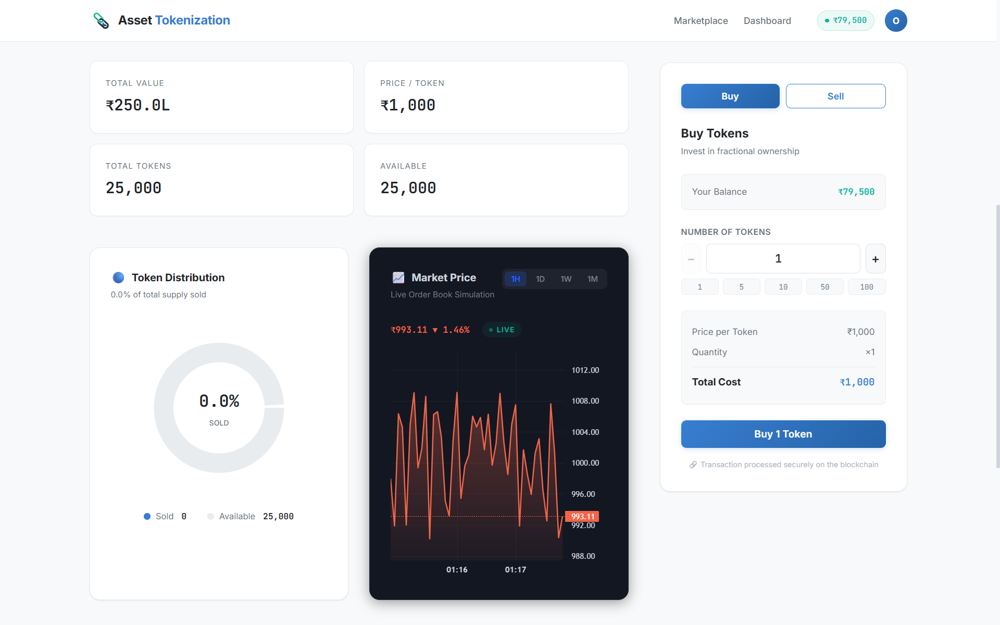 Asset Tokenization
Marketplace
Dashboard
₹79,500
O
TOTAL VALUE
₹250.0L
PRICE / TOKEN
₹1,000
TOTAL TOKENS
25,000
AVAILABLE
25,000
Token Distribution
0.0% of total supply sold
0.0%
SOLD
Sold 0
Available 25,000
Market Price
1H 1D 1W 1M
Live Order Book Simulation
₹993.11 ▼ 1.46%
LIVE
1012.00
1008.00
1004.00
1000.00
996.00
993.11
992.00
988.00
01:16 01:17
Buy
Sell
Buy Tokens
Invest in fractional ownership
Your Balance ₹79,500
NUMBER OF TOKENS
− 1 +
1 5 10 50 100
Price per Token ₹1,000
Quantity ×1
Total Cost ₹1,000
Buy 1 Token
Transaction processed securely on the blockchain